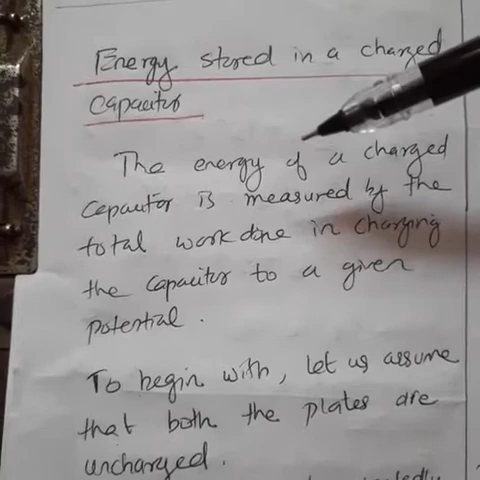 Energy stored in a charged
capacitor
The energy of a charged
capacitor is measured by the
total work done in charging
the capacitor to a given
potential.
To begin with, let us assume
that both the plates are
uncharged.